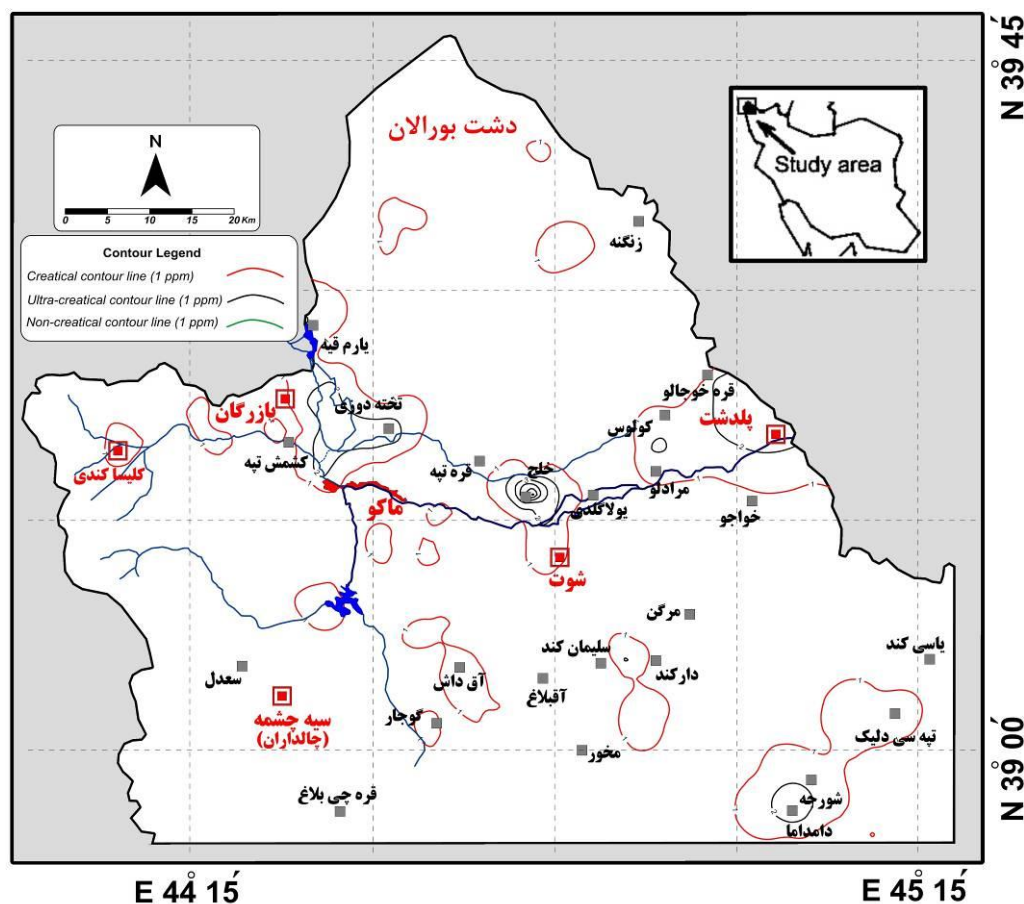 N 39° 45′
دشت بورالان
N
0 5 10 15 20 Km
Study area
Contour Legend
Creatical contour line (1 ppm)
Ultra-creatical contour line (1 ppm)
Non-creatical contour line (1 ppm)
زنگنه
یارم قیه
قره خوجالو
تخته دوزی
بازرگان
کولوس
پلدشت
کلیسا کندی
کشمش تپه
قره تپه
خلج
مرادلو
ماکو
یولاگلدی
خواجو
شوت
مرگن
یاسی کند
سلیمان کند
دارکند
سعدل
آق داش
آقبلاغ
سیه چشمه
(چالداران)
گوجار
تپه سی دلیک
مخور
N 39° 00′
قره چی بلاغ
شورجه
دامداما
E 44° 15′
E 45° 15′